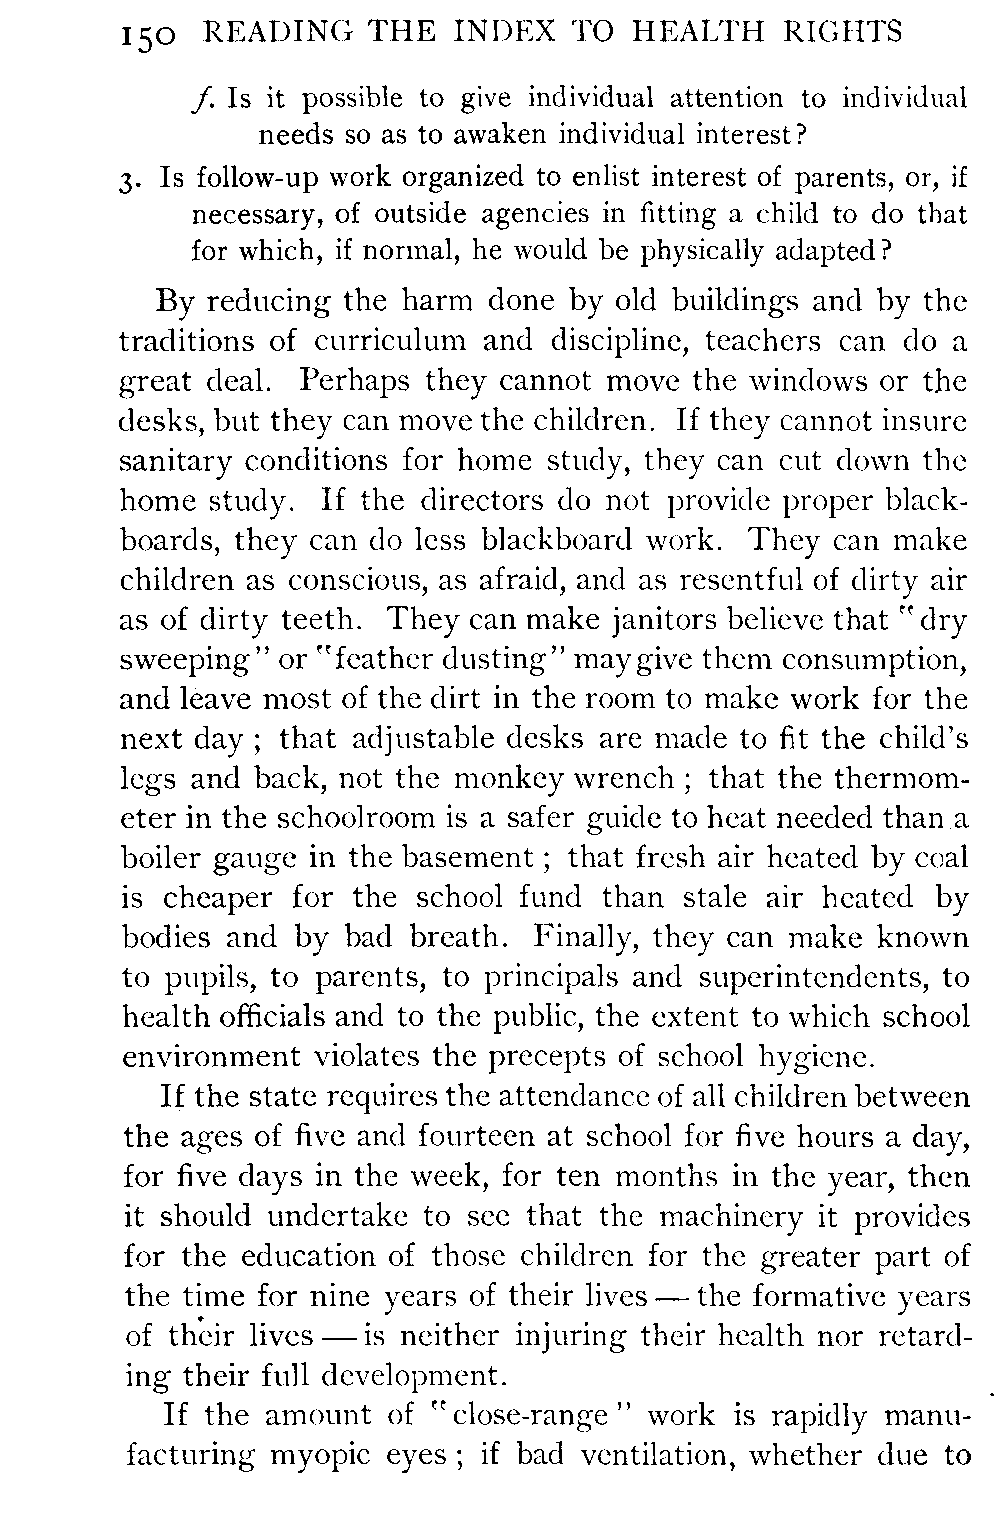 150 READING THE INDEX TO HEALTH RIGHTS
f. Is it possible to give individual attention to individual
needs so as to awaken individual interest?
3. Is follow-up work organized to enlist interest of parents, or, if
necessary, of outside agencies in fitting a child to do that
for which, if normal, he would be physically adapted?
By reducing the harm done by old buildings and by the
traditions of curriculum and discipline, teachers can do a
great deal. Perhaps they cannot move the windows or the
desks, but they can move the children. If they cannot insure
sanitary conditions for home study, they can cut down the
home study. If the directors do not provide proper black-
boards, they can do less blackboard work. They can make
children as conscious, as afraid, and as resentful of dirty air
as of dirty teeth. They can make janitors believe that "dry
sweeping" or "feather dusting" may give them consumption,
and leave most of the dirt in the room to make work for the
next day; that adjustable desks are made to fit the child's
legs and back, not the monkey wrench; that the thermom-
eter in the schoolroom is a safer guide to heat needed than a
boiler gauge in the basement; that fresh air heated by coal
is cheaper for the school fund than stale air heated by
bodies and by bad breath. Finally, they can make known
to pupils, to parents, to principals and superintendents, to
health officials and to the public, the extent to which school
environment violates the precepts of school hygiene.
If the state requires the attendance of all children between
the ages of five and fourteen at school for five hours a day,
for five days in the week, for ten months in the year, then
it should undertake to see that the machinery it provides
for the education of those children for the greater part of
the time for nine years of their lives — the formative years
of their lives — is neither injuring their health nor retard-
ing their full development.
If the amount of "close-range" work is rapidly manu-
facturing myopic eyes; if bad ventilation, whether due to